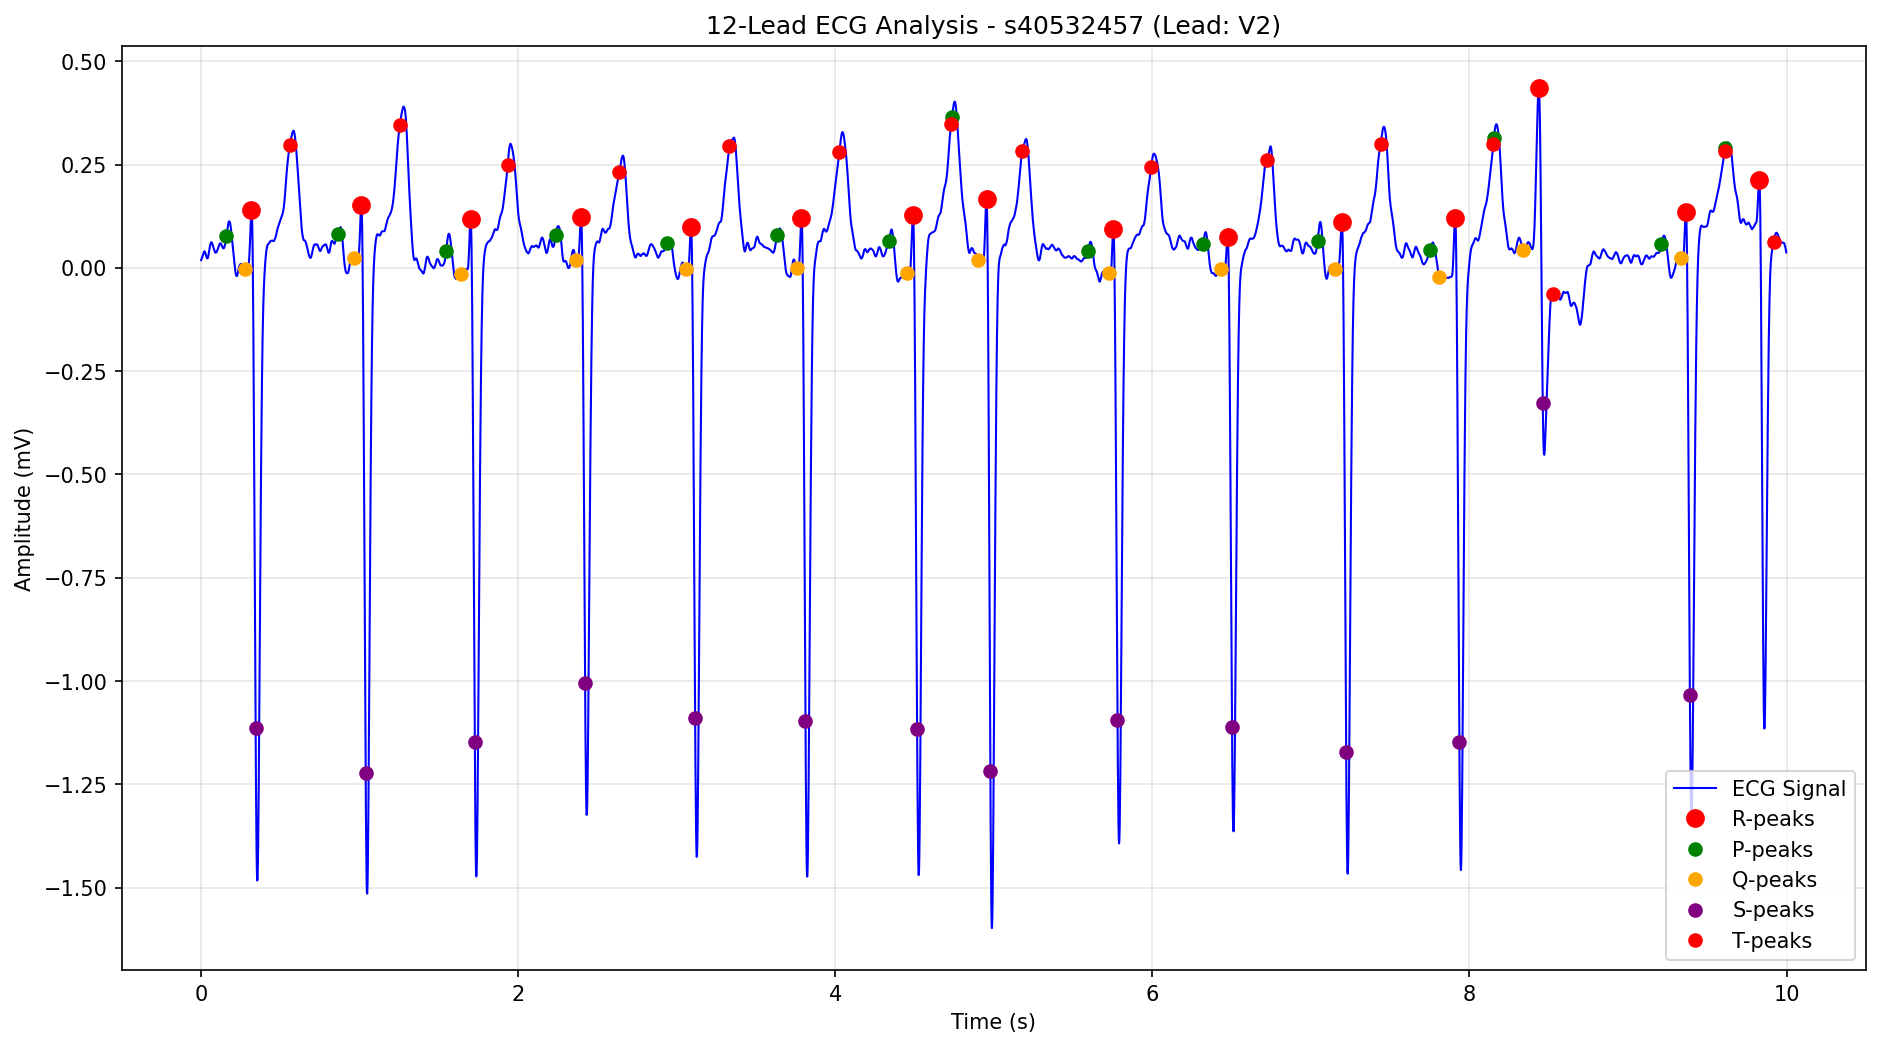 12-Lead ECG Analysis - s40532457 (Lead: V2)
Amplitude (mV)
0.50
0.25
0.00
−0.25
−0.50
−0.75
−1.00
−1.25
−1.50
ECG Signal
R-peaks
P-peaks
Q-peaks
S-peaks
T-peaks
0 2 4 6 8 10
Time (s)